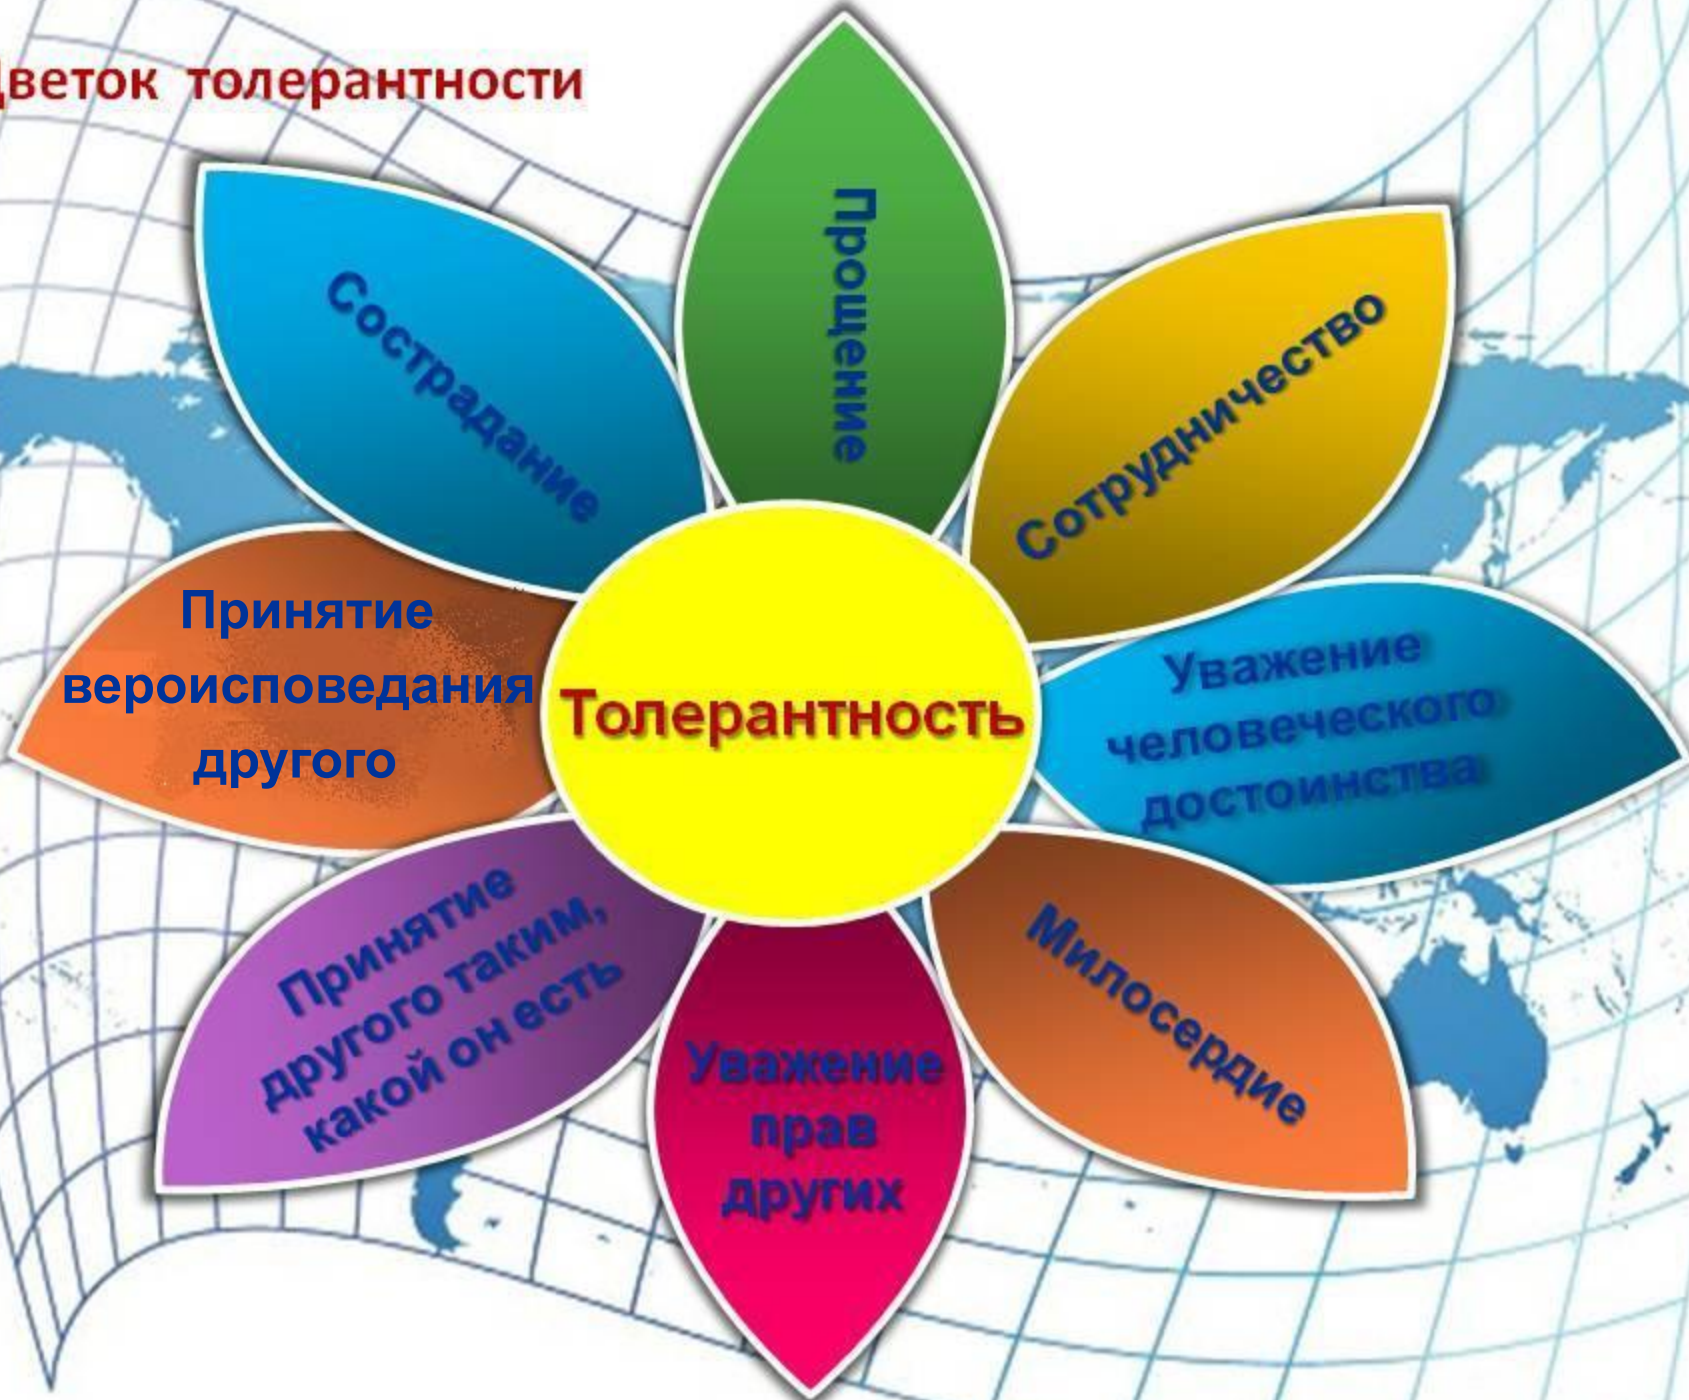 Цветок толерантности
Прощение
Сострадание
Сотрудничество
Принятие
вероисповедания
другого
Толерантность
Уважение
человеческого
достоинства
Принятие
другого таким,
какой он есть
Уважение
прав
других
Милосердие